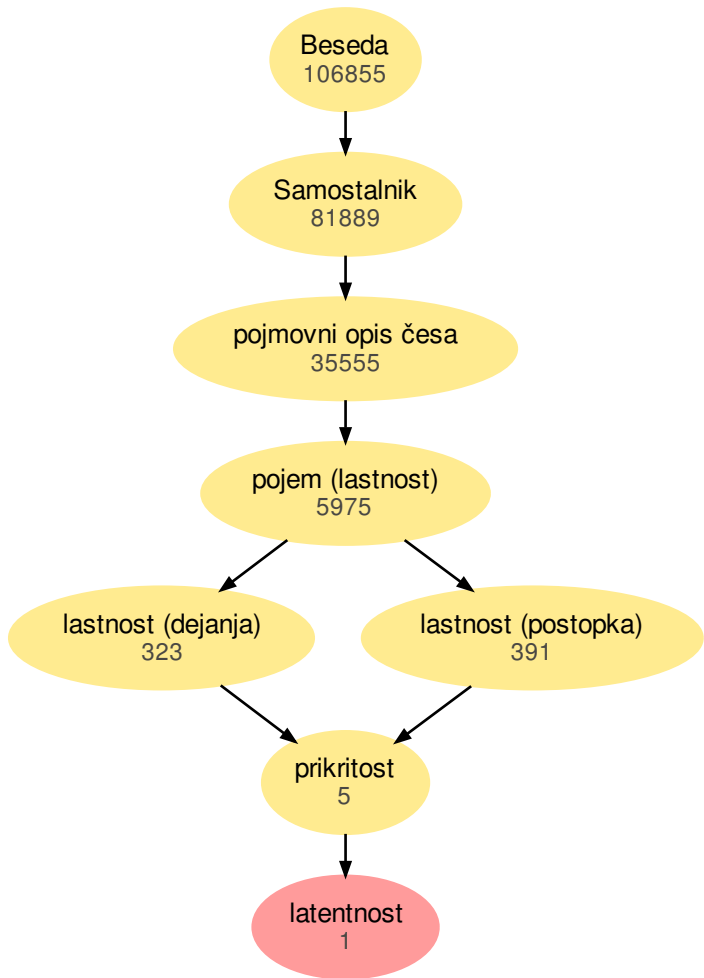 Beseda
106855
Samostalnik
81889
pojmovni opis česa
35555
pojem (lastnost)
5975
lastnost (dejanja)
323
lastnost (postopka)
391
prikritost
5
latentnost
1